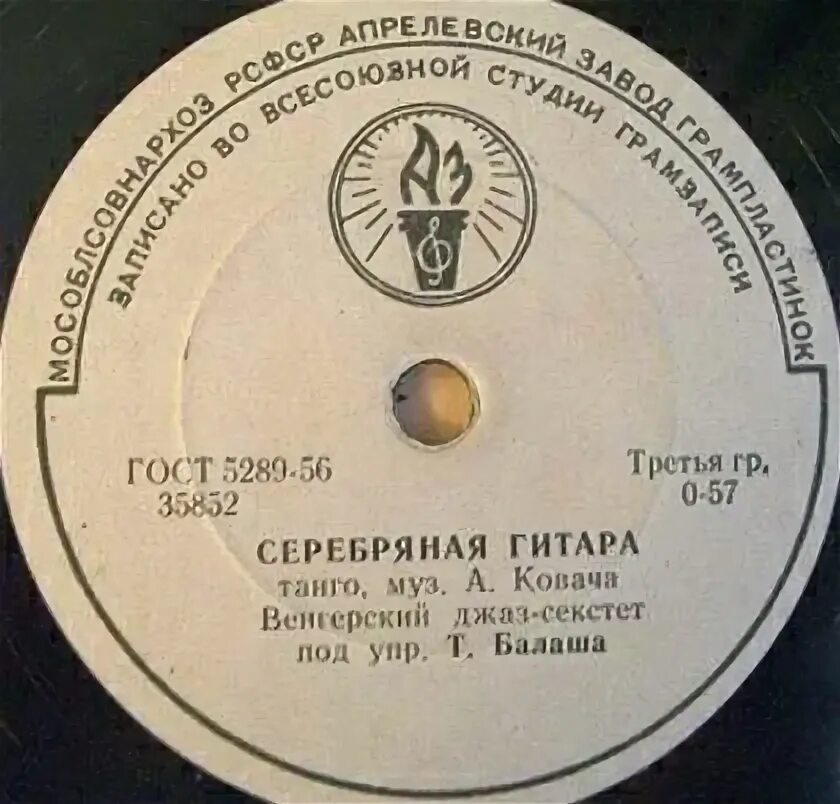 МОСОБЛСОВНАРХОЗ РСФСР АПРЕЛЕВСКИЙ ЗАВОД ГРАМПЛАСТИНОК
ЗАПИСАНО ВО ВСЕСОЮЗНОЙ СТУДИИ ГРАМЗАПИСИ
АЗ
ГОСТ 5289-56
35852
Третья гр.
0-57
СЕРЕБРЯНАЯ ГИТАРА
танго, муз. А. Ковача
Венгерский джаз-секстет
под упр. Т. Балаша